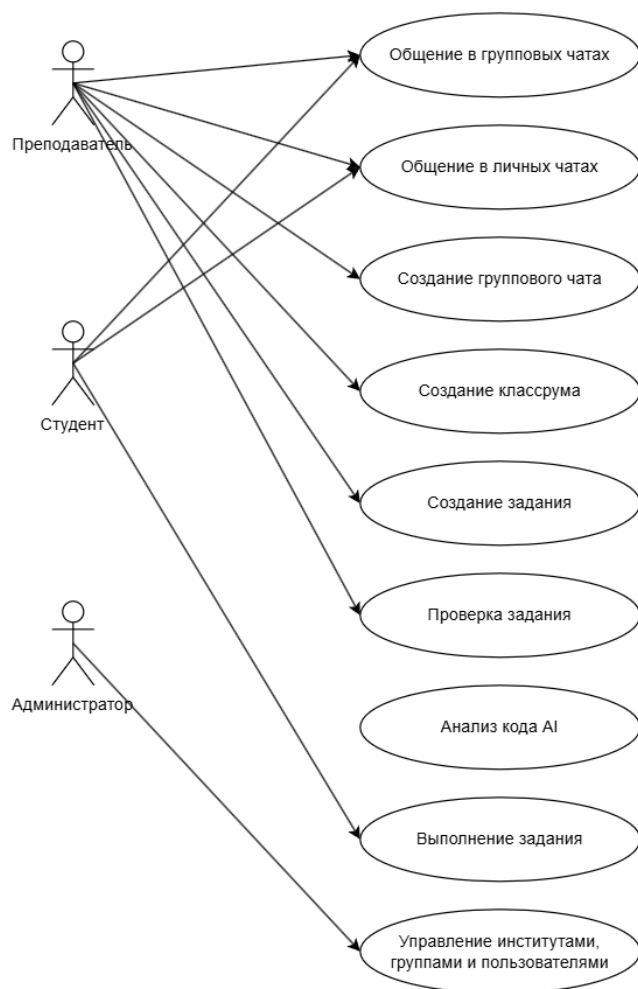 Общение в групповых чатах
Преподаватель
Общение в личных чатах
Создание группового чата
Создание классрума
Студент
Создание задания
Проверка задания
Администратор
Анализ кода AI
Выполнение задания
Управление институтами,
группами и пользователями